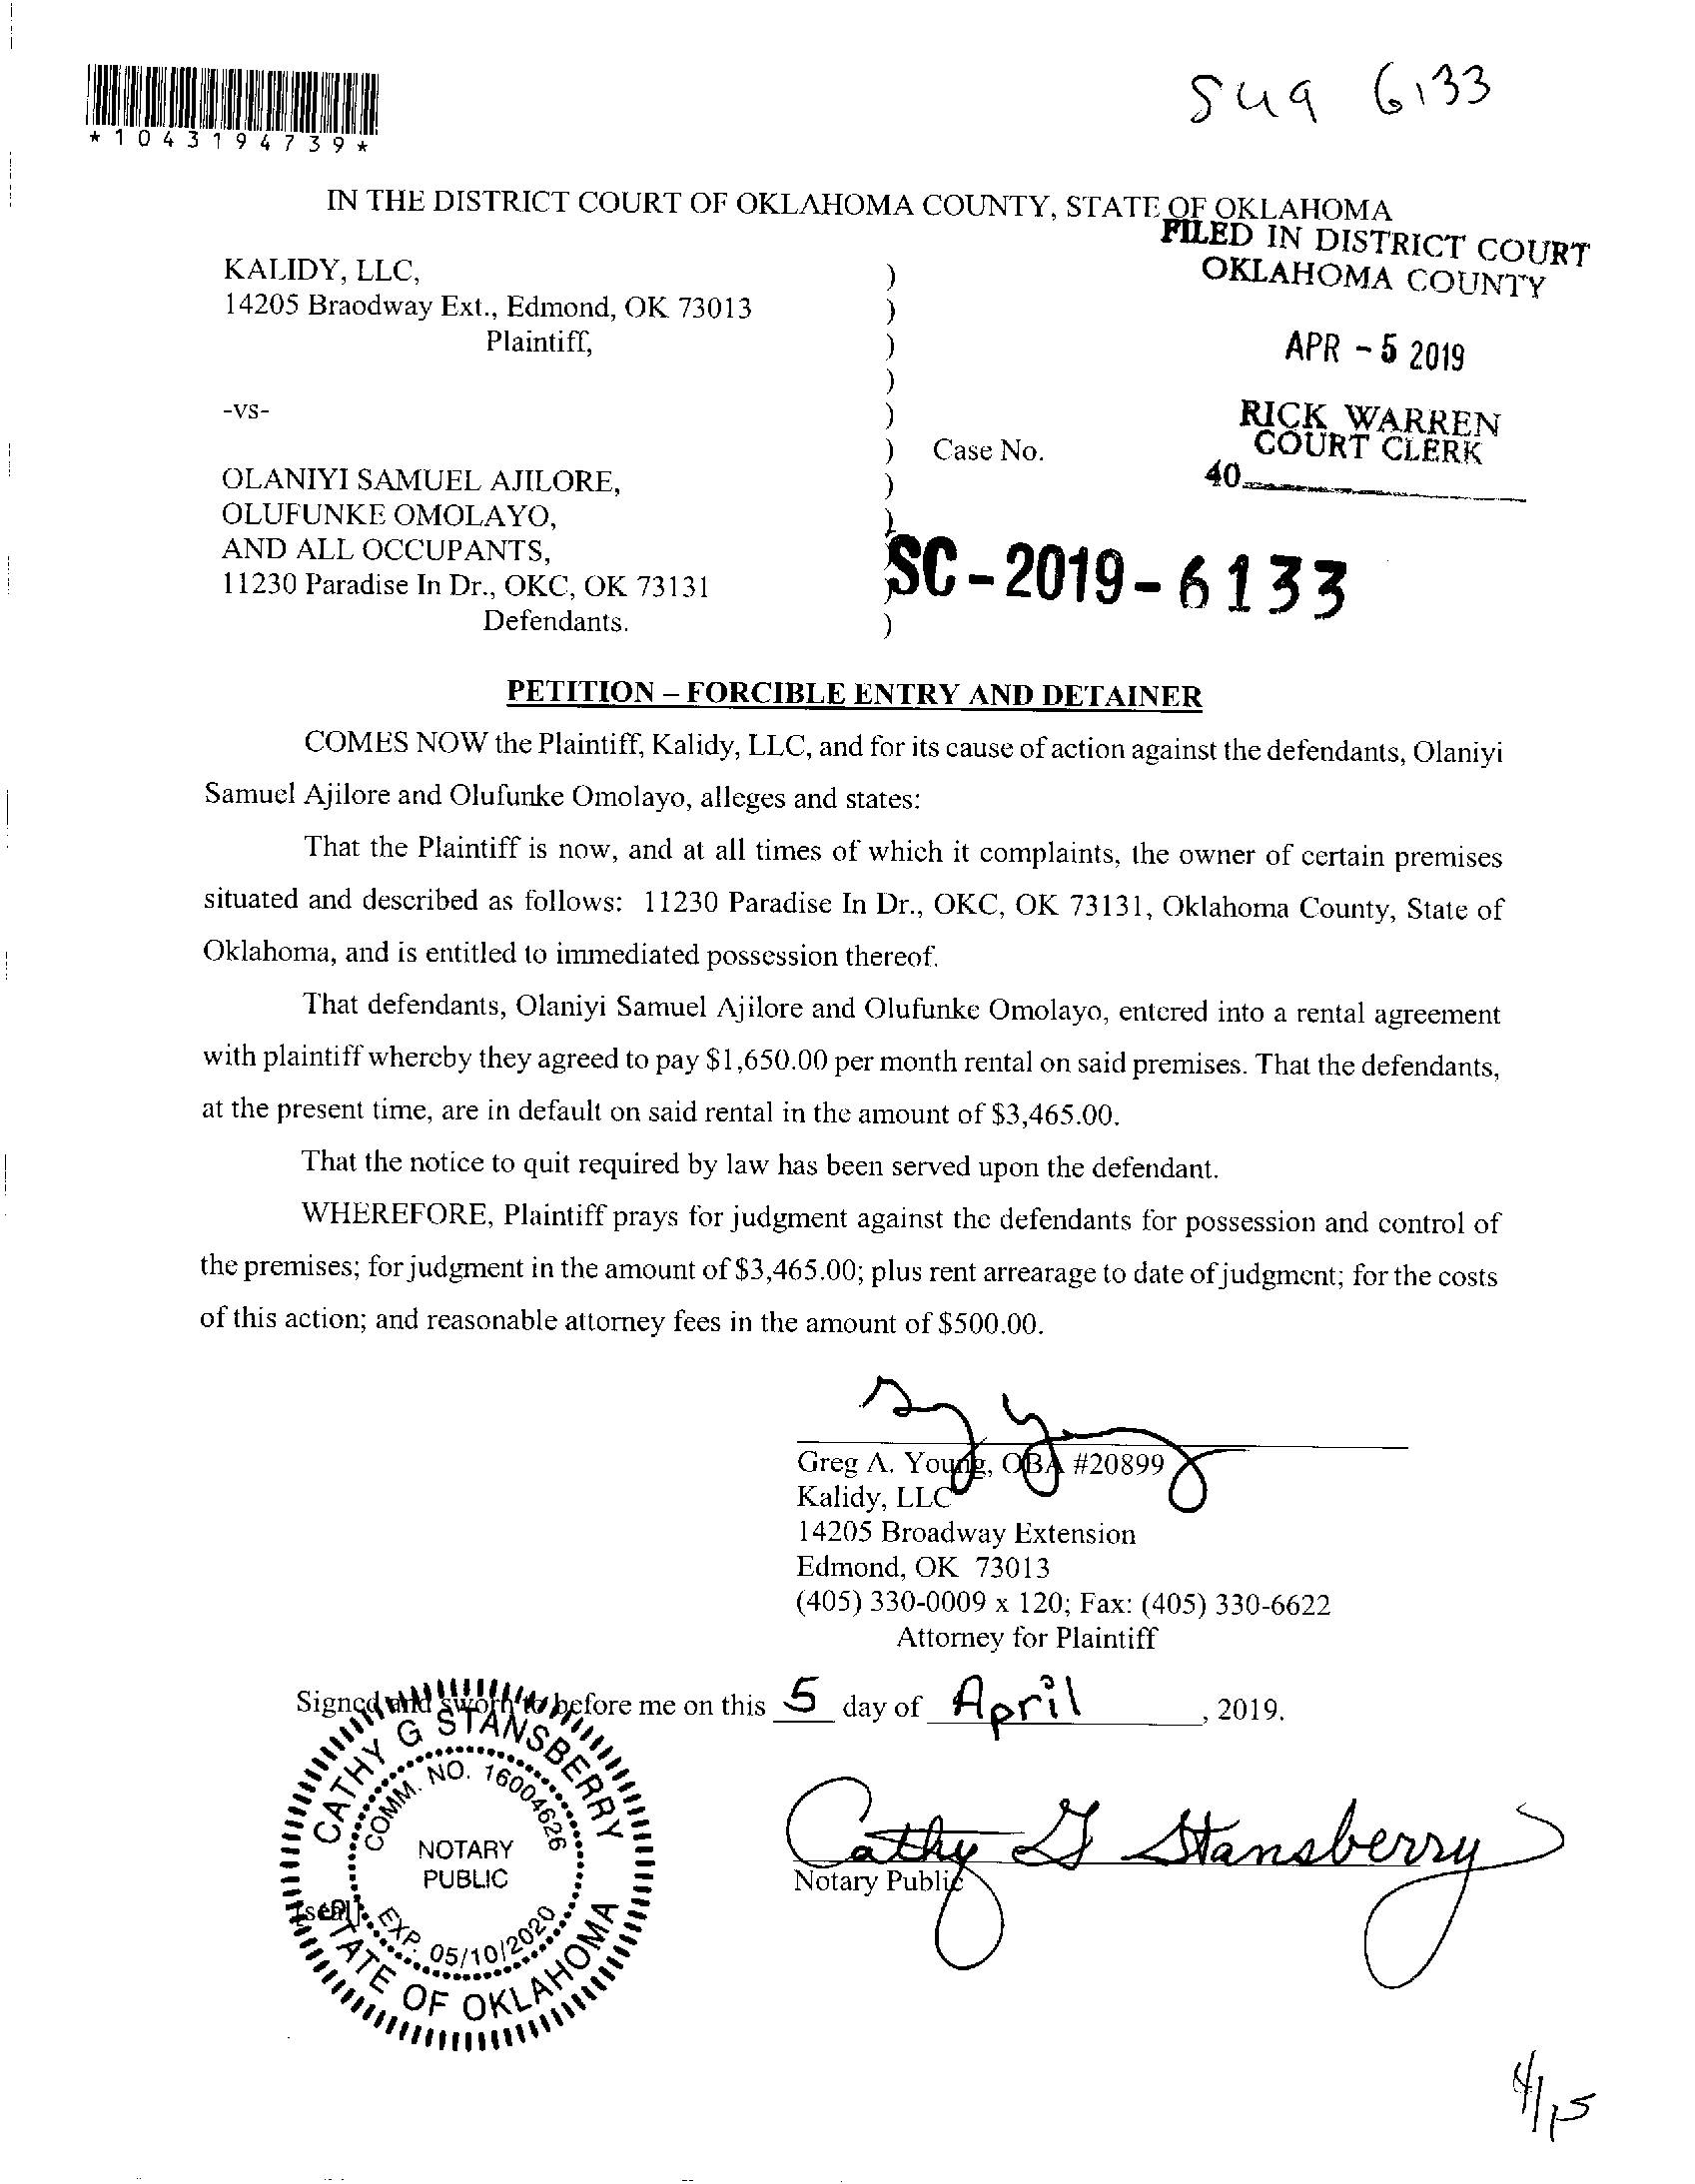 *1043194739*
SC19 6133
IN THE DISTRICT COURT OF OKLAHOMA COUNTY, STATE OF OKLAHOMA
FILED IN DISTRICT COURT
OKLAHOMA COUNTY
APR - 5 2019
RICK WARREN
COURT CLERK
40
KALIDY, LLC,
14205 Braodway Ext., Edmond, OK 73013
Plaintiff,
-vs-
Case No.
OLANIYI SAMUEL AJILORE,
OLUFUNKE OMOLAYO,
AND ALL OCCUPANTS,
11230 Paradise In Dr., OKC, OK 73131
Defendants.
SC-2019-6133
PETITION – FORCIBLE ENTRY AND DETAINER
COMES NOW the Plaintiff, Kalidy, LLC, and for its cause of action against the defendants, Olaniyi
Samuel Ajilore and Olufunke Omolayo, alleges and states:
That the Plaintiff is now, and at all times of which it complaints, the owner of certain premises
situated and described as follows: 11230 Paradise In Dr., OKC, OK 73131, Oklahoma County, State of
Oklahoma, and is entitled to immediated possession thereof.
That defendants, Olaniyi Samuel Ajilore and Olufunke Omolayo, entered into a rental agreement
with plaintiff whereby they agreed to pay $1,650.00 per month rental on said premises. That the defendants,
at the present time, are in default on said rental in the amount of $3,465.00.
That the notice to quit required by law has been served upon the defendant.
WHEREFORE, Plaintiff prays for judgment against the defendants for possession and control of
the premises; for judgment in the amount of $3,465.00; plus rent arrearage to date of judgment; for the costs
of this action; and reasonable attorney fees in the amount of $500.00.
Greg A. Young, OBA #20899
Kalidy, LLC
14205 Broadway Extension
Edmond, OK 73013
(405) 330-0009 x 120; Fax: (405) 330-6622
Attorney for Plaintiff
Signed and sworn to before me on this 5 day of April, 2019.
CATHY G STANSBERRY
COMM. NO. 16004626
NOTARY
PUBLIC
EXP. 05/10/2020
STATE OF OKLAHOMA
[seal]
Cathy G Stansberry
Notary Public
4/15